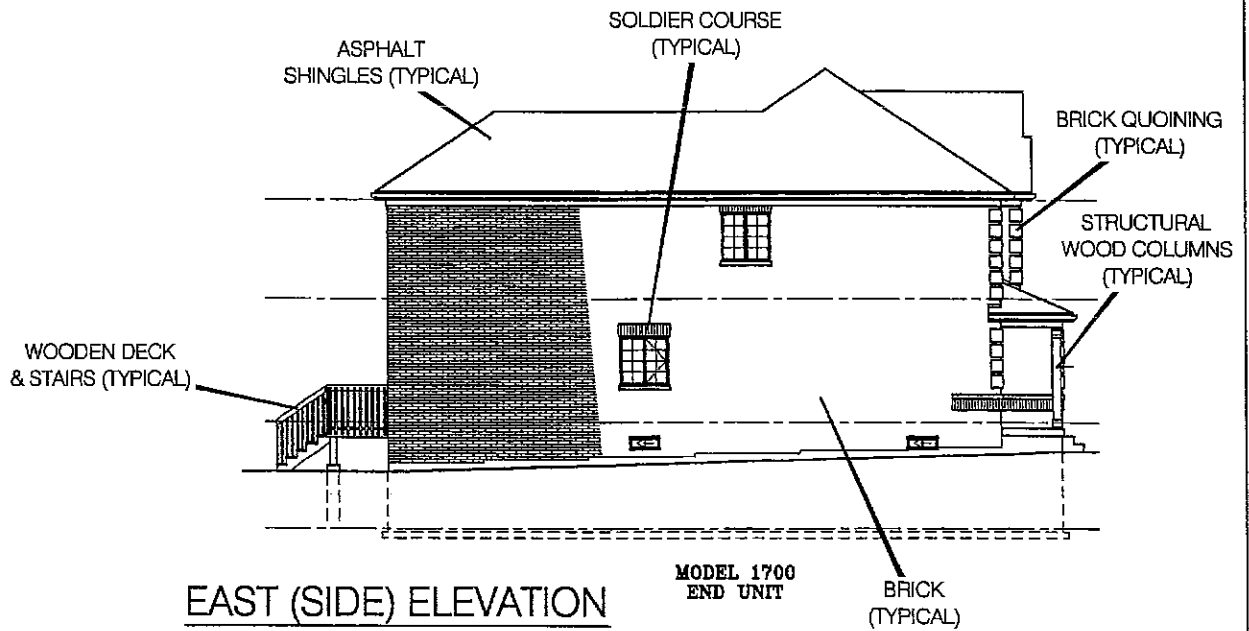 SOLDIER COURSE
(TYPICAL)
ASPHALT
SHINGLES (TYPICAL)
BRICK QUOINING
(TYPICAL)
STRUCTURAL
WOOD COLUMNS
(TYPICAL)
WOODEN DECK
& STAIRS (TYPICAL)
EAST (SIDE) ELEVATION
MODEL 1700
END UNIT
BRICK
(TYPICAL)